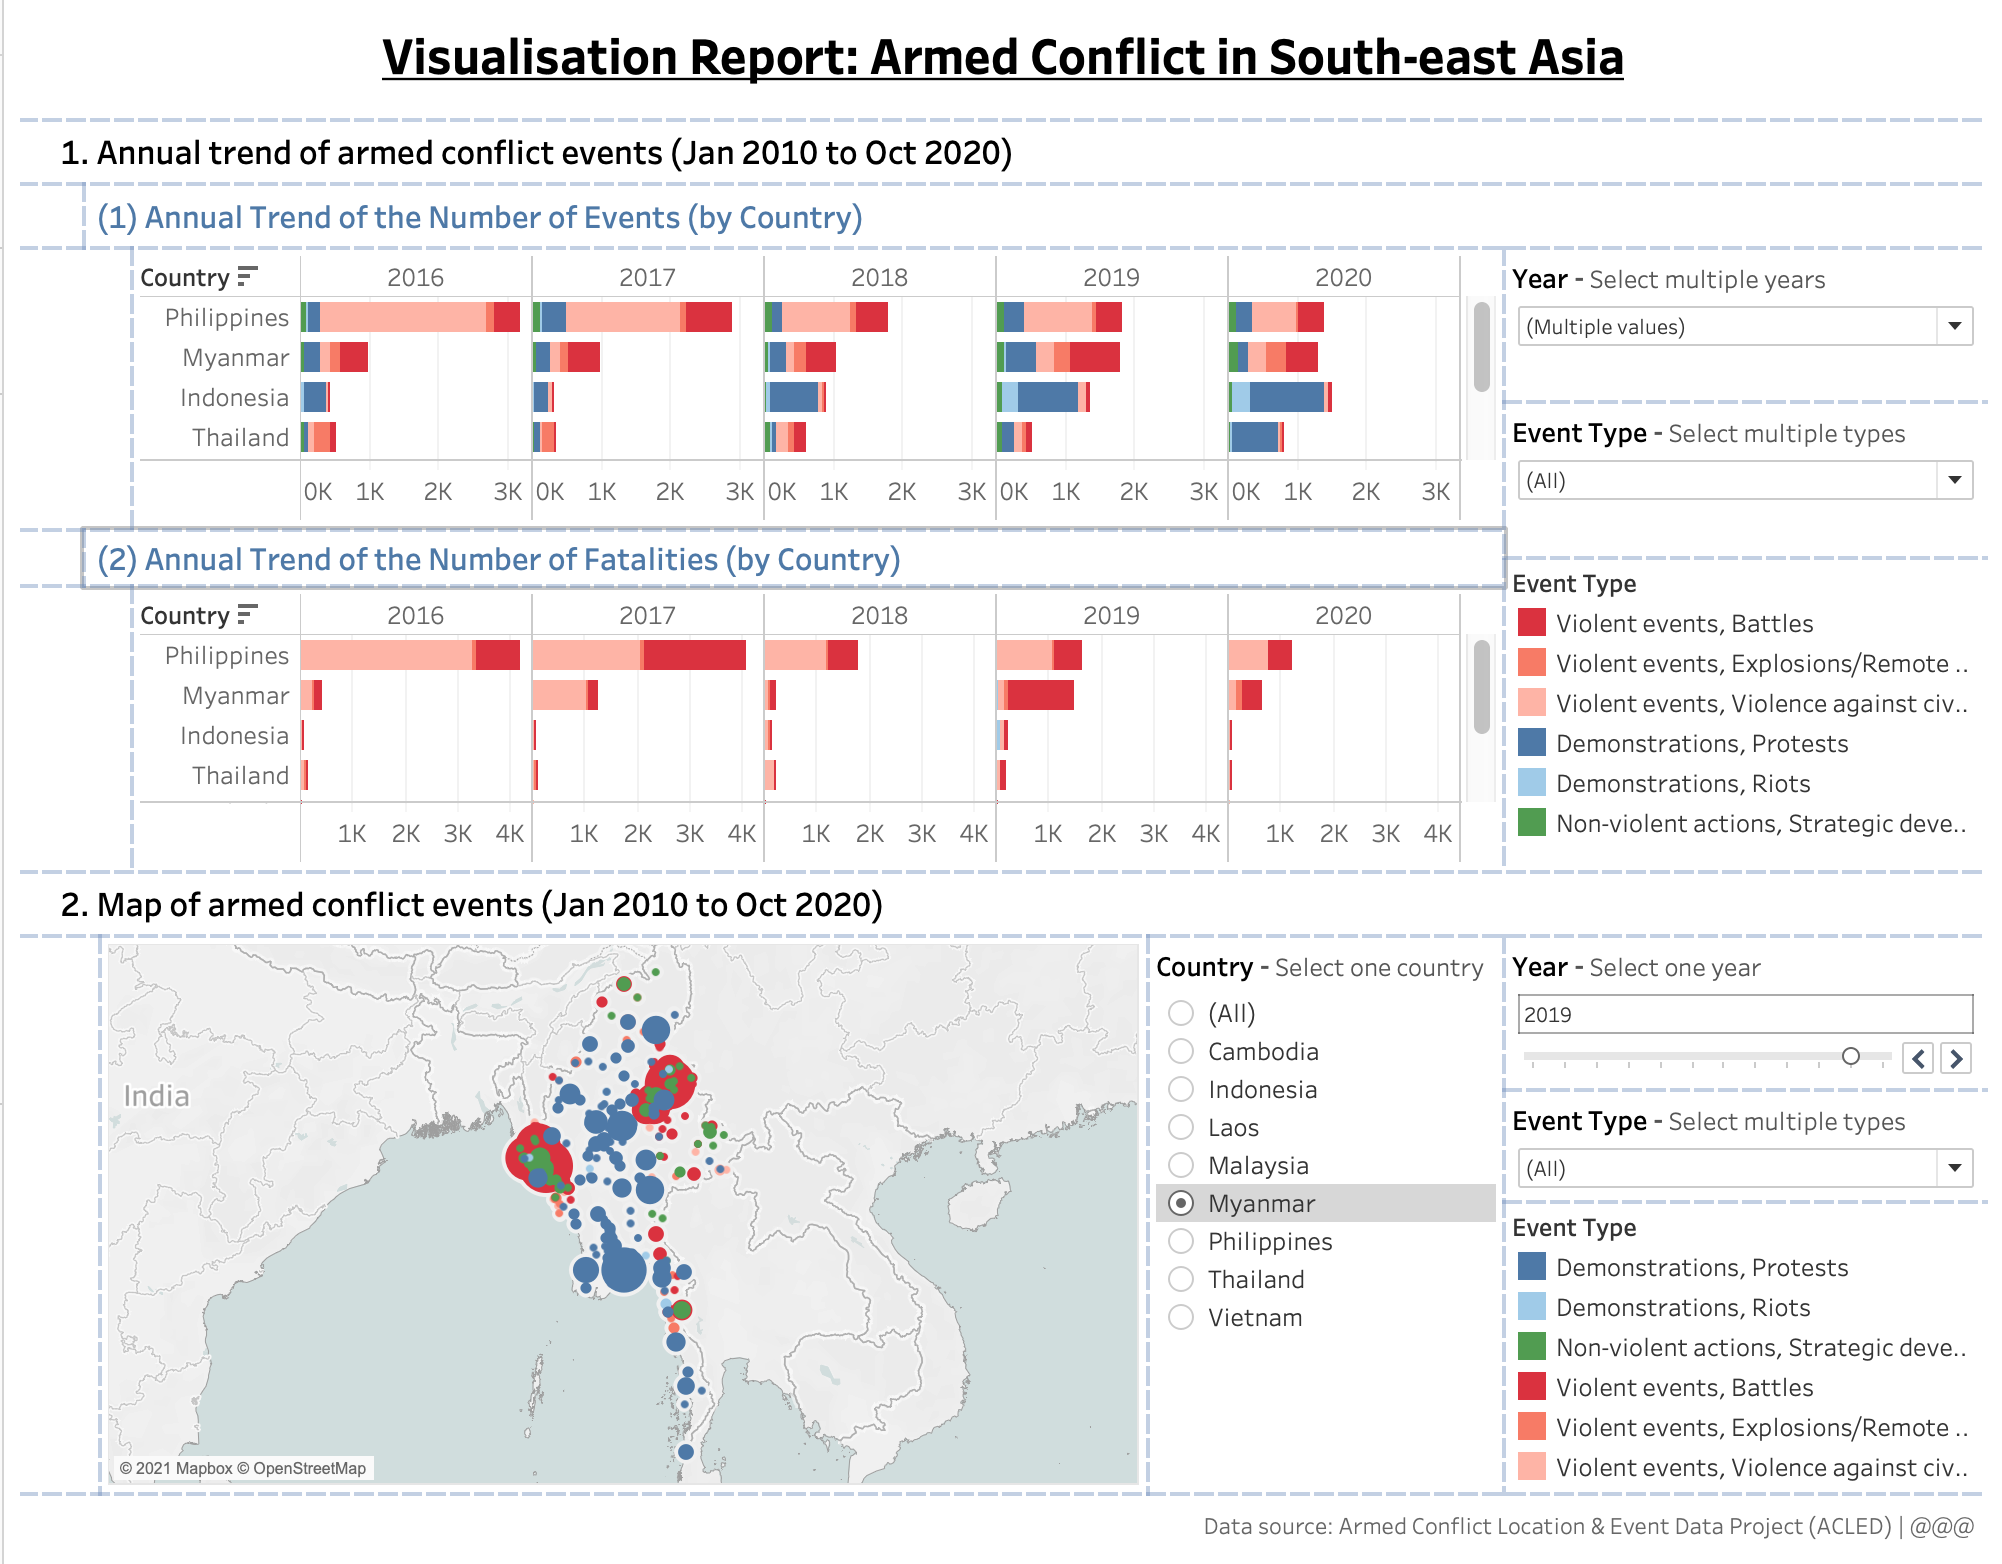 Visualisation Report: Armed Conflict in South-east Asia
1. Annual trend of armed conflict events (Jan 2010 to Oct 2020)
(1) Annual Trend of the Number of Events (by Country)
Country 2016 2017 2018 2019 2020
Philippines
Myanmar
Indonesia
Thailand
0K 1K 2K 3K 0K 1K 2K 3K 0K 1K 2K 3K 0K 1K 2K 3K 0K 1K 2K 3K
Year - Select multiple years
(Multiple values)
Event Type - Select multiple types
(All)
(2) Annual Trend of the Number of Fatalities (by Country)
Country 2016 2017 2018 2019 2020
Philippines
Myanmar
Indonesia
Thailand
1K 2K 3K 4K 1K 2K 3K 4K 1K 2K 3K 4K 1K 2K 3K 4K 1K 2K 3K 4K
Event Type
Violent events, Battles
Violent events, Explosions/Remote ..
Violent events, Violence against civ..
Demonstrations, Protests
Demonstrations, Riots
Non-violent actions, Strategic deve..
2. Map of armed conflict events (Jan 2010 to Oct 2020)
India
© 2021 Mapbox © OpenStreetMap
Country - Select one country
(All)
Cambodia
Indonesia
Laos
Malaysia
Myanmar
Philippines
Thailand
Vietnam
Year - Select one year
2019
Event Type - Select multiple types
(All)
Event Type
Demonstrations, Protests
Demonstrations, Riots
Non-violent actions, Strategic deve..
Violent events, Battles
Violent events, Explosions/Remote ..
Violent events, Violence against civ..
Data source: Armed Conflict Location & Event Data Project (ACLED) | @@@